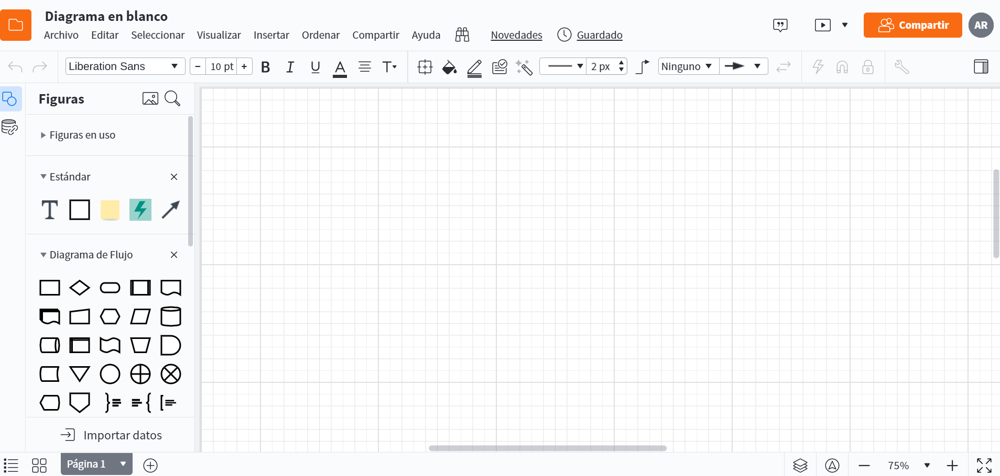 Diagrama en blanco
Archivo Editar Seleccionar Visualizar Insertar Ordenar Compartir Ayuda Novedades Guardado
Compartir AR
Liberation Sans - 10 pt + B I U A T 2 px Ninguno
Figuras
Figuras en uso
Estándar
T
Diagrama de Flujo
Importar datos
Página 1
75%